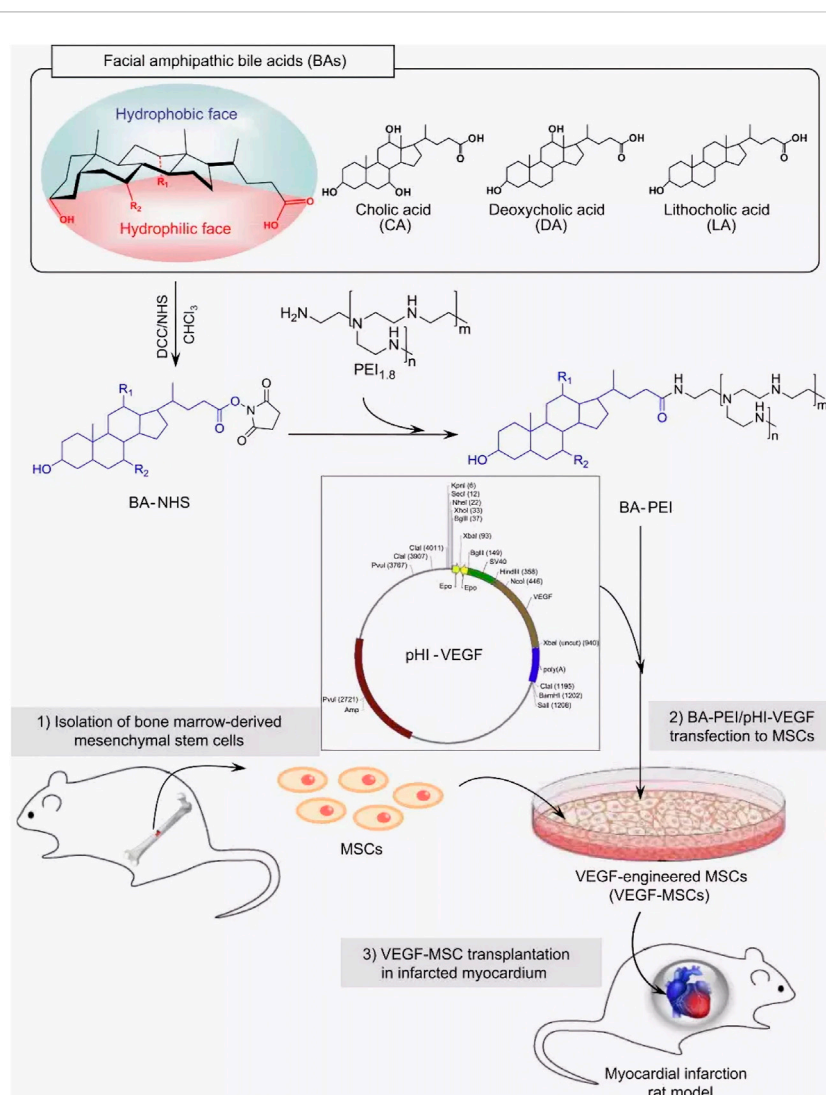 Facial amphipathic bile acids (BAs)
Hydrophobic face
R₁
R₂
OH
HO
O
Hydrophilic face
OH
OH
O
HO
OH
Cholic acid
(CA)
OH
OH
O
HO
Deoxycholic acid
(DA)
OH
O
HO
Lithocholic acid
(LA)
DCC/NHS
CHCl₃
H₂N
N
H
N
m
HN
n
PEI₁.₈
R₁
O
O
N
O
O
HO
R₂
BA-NHS
R₁
H
N
O
N
H
N
m
HN
n
HO
R₂
BA-PEI
KpnI (6)
SecI (12)
NheI (22)
XhoI (33)
BglII (37)
XbaI (93)
ClaI (4011)
ClaI (3907)
PvuI (3767)
BglII (149)
SV40
HindIII (358)
NcoI (446)
Epo
Epo
VEGF
pHI-VEGF
XbaI (uncut) (940)
poly(A)
ClaI (1195)
BamHI (1202)
SalI (1208)
PvuI (2721)
Amp
1) Isolation of bone marrow-derived
mesenchymal stem cells
2) BA-PEI/pHI-VEGF
transfection to MSCs
MSCs
VEGF-engineered MSCs
(VEGF-MSCs)
3) VEGF-MSC transplantation
in infarcted myocardium
Myocardial infarction
rat model